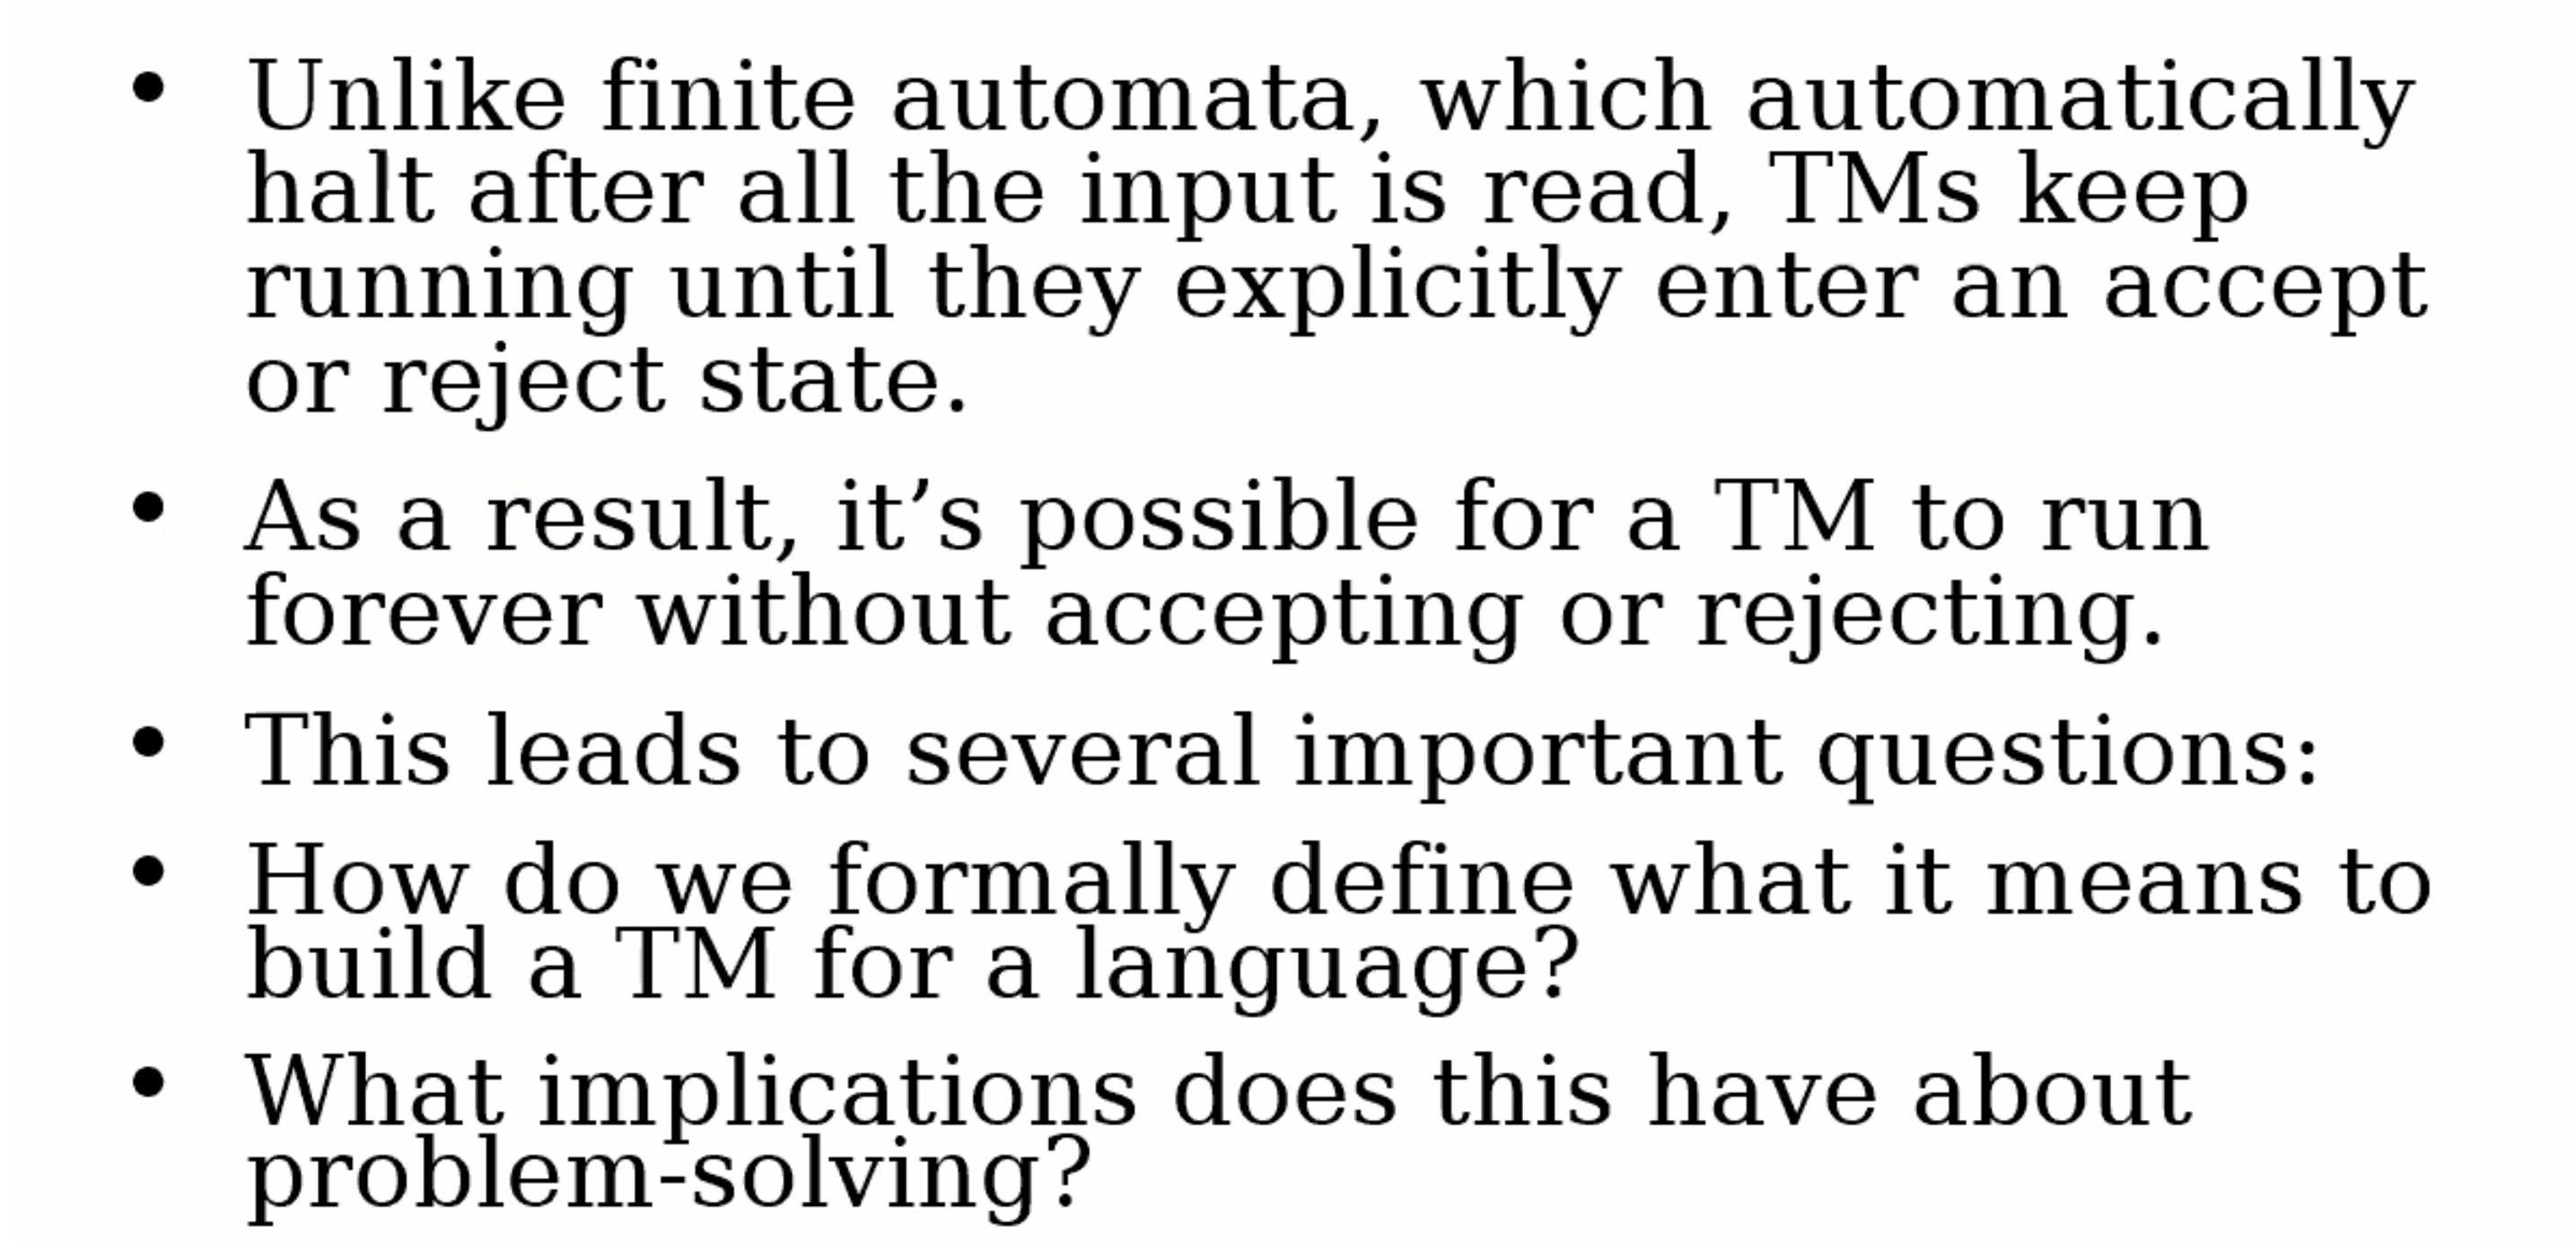 • Unlike finite automata, which automatically
halt after all the input is read, TMs keep
running until they explicitly enter an accept
or reject state.
• As a result, it’s possible for a TM to run
forever without accepting or rejecting.
• This leads to several important questions:
• How do we formally define what it means to
build a TM for a language?
• What implications does this have about
problem-solving?